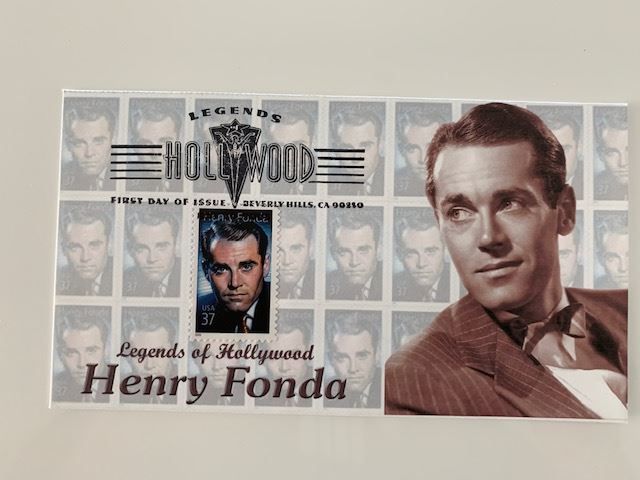 LEGENDS
HOLLYWOOD
FIRST DAY OF ISSUE BEVERLY HILLS, CA 90210
HENRY FONDA
USA
37
Legends of Hollywood
Henry Fonda